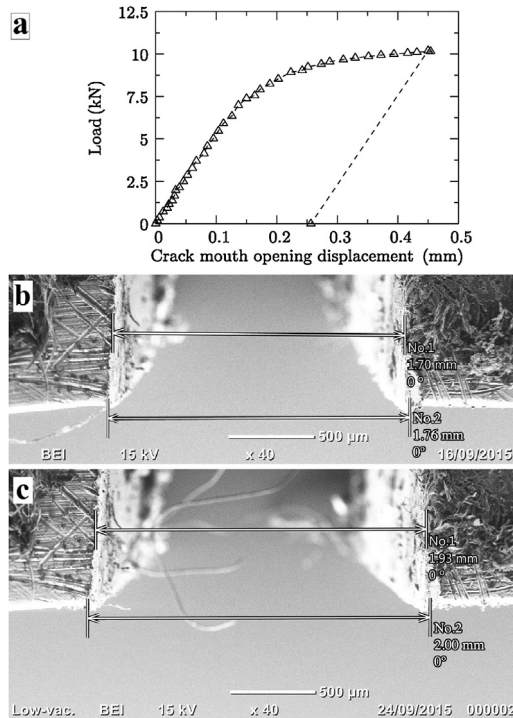 a
12.5
10
7.5
5
2.5
0
Load (kN)
0 0.1 0.2 0.3 0.4 0.5
Crack mouth opening displacement (mm)
b
No.1
1.70 mm
0°
No.2
1.76 mm
0°
500 μm
BEI 15 kV x 40 16/09/2015
c
No.1
1.93 mm
0°
No.2
2.00 mm
0°
500 μm
Low-vac. BEI 15 kV x 40 24/09/2015 000002